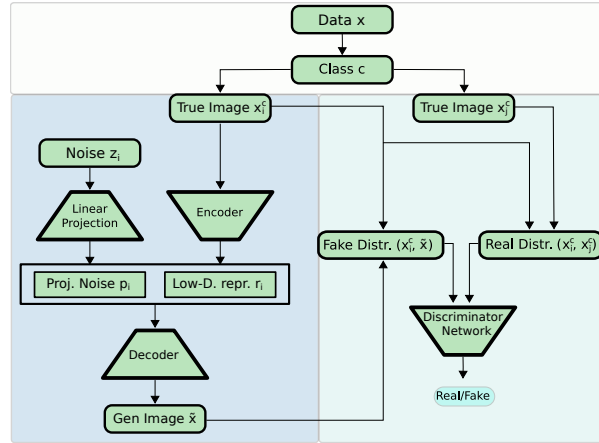 Data x
Class c
True Image x_i^c
True Image x_j^c
Noise z_i
Linear
Projection
Encoder
Fake Distr. (x_i^c, x̃)
Real Distr. (x_i^c, x_j^c)
Proj. Noise p_i
Low-D. repr. r_i
Discriminator
Network
Decoder
Real/Fake
Gen Image x̃